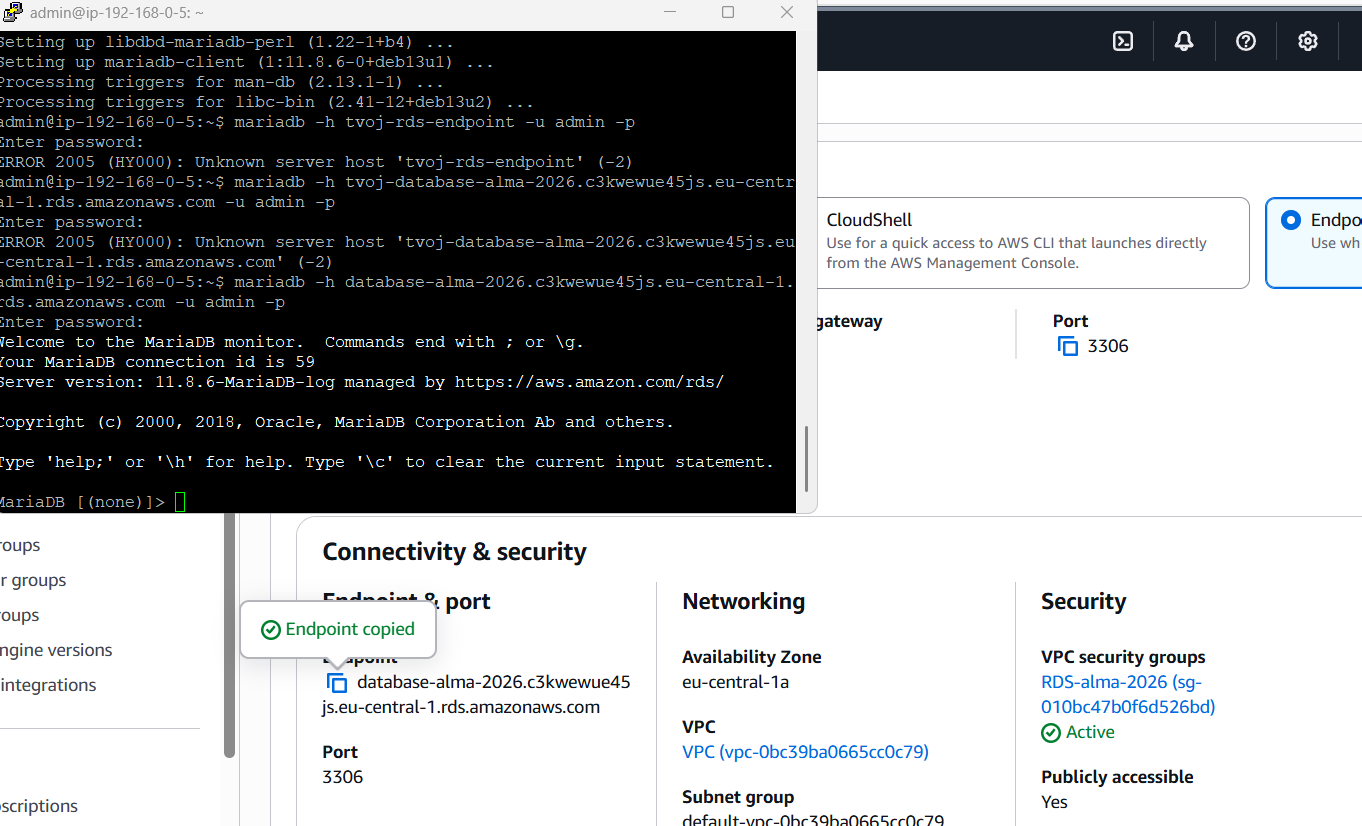 admin@ip-192-168-0-5: ~
Setting up libdbd-mariadb-perl (1.22-1+b4) ...
Setting up mariadb-client (1:11.8.6-0+deb13u1) ...
Processing triggers for man-db (2.13.1-1) ...
Processing triggers for libc-bin (2.41-12+deb13u2) ...
admin@ip-192-168-0-5:~$ mariadb -h tvoj-rds-endpoint -u admin -p
Enter password:
ERROR 2005 (HY000): Unknown server host 'tvoj-rds-endpoint' (-2)
admin@ip-192-168-0-5:~$ mariadb -h tvoj-database-alma-2026.c3kwewue45js.eu-centr
al-1.rds.amazonaws.com -u admin -p
Enter password:
ERROR 2005 (HY000): Unknown server host 'tvoj-database-alma-2026.c3kwewue45js.eu
-central-1.rds.amazonaws.com' (-2)
admin@ip-192-168-0-5:~$ mariadb -h database-alma-2026.c3kwewue45js.eu-central-1.
rds.amazonaws.com -u admin -p
Enter password:
Welcome to the MariaDB monitor.  Commands end with ; or \g.
Your MariaDB connection id is 59
Server version: 11.8.6-MariaDB-log managed by https://aws.amazon.com/rds/
Copyright (c) 2000, 2018, Oracle, MariaDB Corporation Ab and others.
Type 'help;' or '\h' for help. Type '\c' to clear the current input statement.
MariaDB [(none)]>
CloudShell
Use for a quick access to AWS CLI that launches directly
from the AWS Management Console.
Endpo
Use wh
gateway
Port
3306
roups
r groups
roups
ngine versions
integrations
scriptions
Connectivity & security
Endpoint & port
Endpoint copied
Endpoint
database-alma-2026.c3kwewue45
js.eu-central-1.rds.amazonaws.com
Port
3306
Networking
Availability Zone
eu-central-1a
VPC
VPC (vpc-0bc39ba0665cc0c79)
Subnet group
default-vpc-0bc39ba0665cc0c79
Security
VPC security groups
RDS-alma-2026 (sg-
010bc47b0f6d526bd)
Active
Publicly accessible
Yes